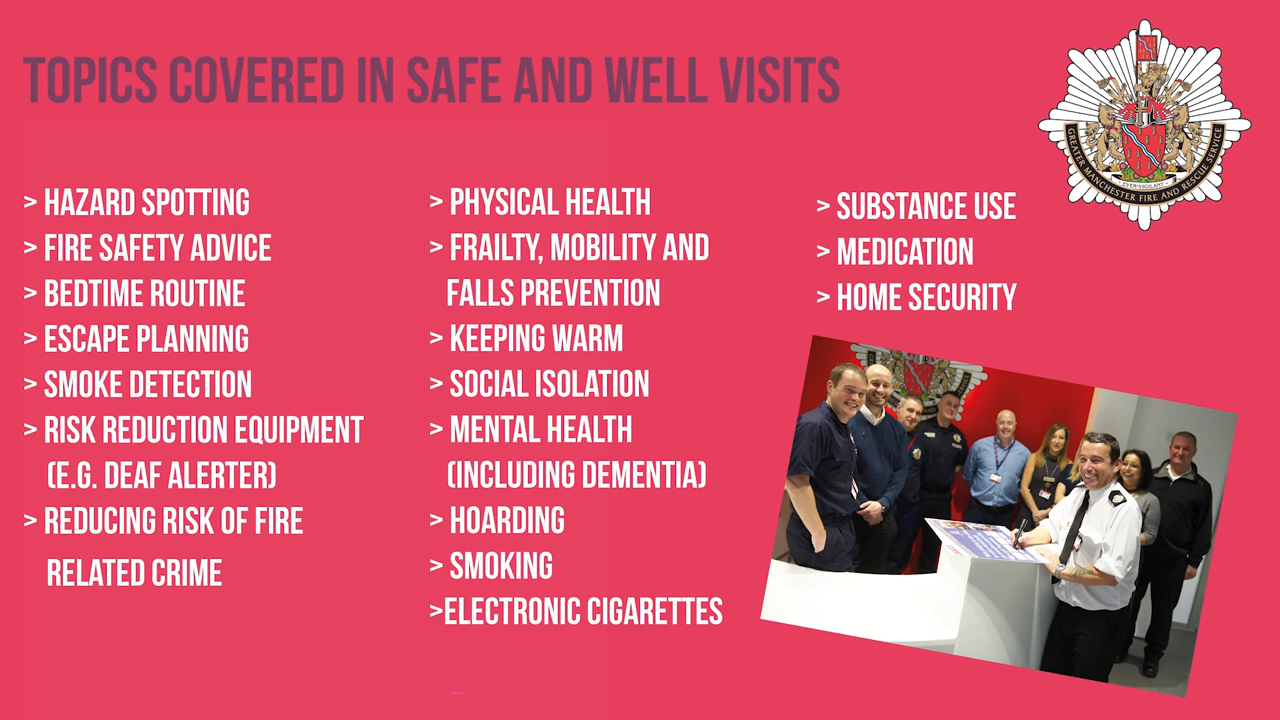 TOPICS COVERED IN SAFE AND WELL VISITS
> HAZARD SPOTTING
> FIRE SAFETY ADVICE
> BEDTIME ROUTINE
> ESCAPE PLANNING
> SMOKE DETECTION
> RISK REDUCTION EQUIPMENT
(E.G. DEAF ALERTER)
> REDUCING RISK OF FIRE
RELATED CRIME
> PHYSICAL HEALTH
> FRAILTY, MOBILITY AND
FALLS PREVENTION
> KEEPING WARM
> SOCIAL ISOLATION
> MENTAL HEALTH
(INCLUDING DEMENTIA)
> HOARDING
> SMOKING
>ELECTRONIC CIGARETTES
> SUBSTANCE USE
> MEDICATION
> HOME SECURITY
EVER VIGILANT
GREATER MANCHESTER FIRE AND RESCUE SERVICE